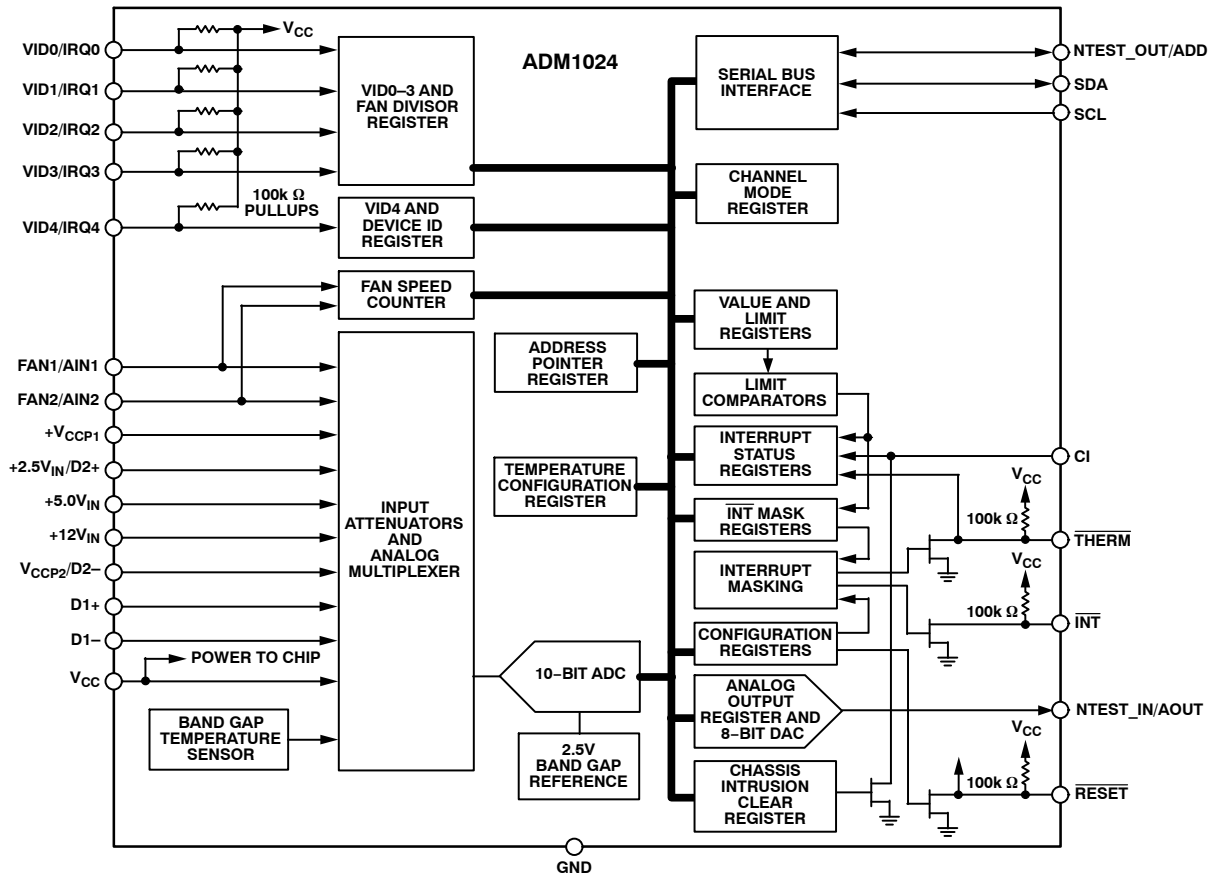 ADM1024
VID0/IRQ0
VID1/IRQ1
VID2/IRQ2
VID3/IRQ3
VID4/IRQ4
VCC
100k Ω
PULLUPS
FAN1/AIN1
FAN2/AIN2
+VCCP1
+2.5VIN/D2+
+5.0VIN
+12VIN
VCCP2/D2–
D1+
D1–
VCC
POWER TO CHIP
BAND GAP
TEMPERATURE
SENSOR
VID0–3 AND
FAN DIVISOR
REGISTER
VID4 AND
DEVICE ID
REGISTER
FAN SPEED
COUNTER
INPUT
ATTENUATORS
AND
ANALOG
MULTIPLEXER
ADDRESS
POINTER
REGISTER
TEMPERATURE
CONFIGURATION
REGISTER
10–BIT ADC
2.5V
BAND GAP
REFERENCE
SERIAL BUS
INTERFACE
CHANNEL
MODE
REGISTER
VALUE AND
LIMIT
REGISTERS
LIMIT
COMPARATORS
INTERRUPT
STATUS
REGISTERS
INT MASK
REGISTERS
INTERRUPT
MASKING
CONFIGURATION
REGISTERS
ANALOG
OUTPUT
REGISTER AND
8–BIT DAC
CHASSIS
INTRUSION
CLEAR
REGISTER
NTEST_OUT/ADD
SDA
SCL
CI
VCC
100k Ω
THERM
VCC
100k Ω
INT
NTEST_IN/AOUT
VCC
100k Ω
RESET
GND